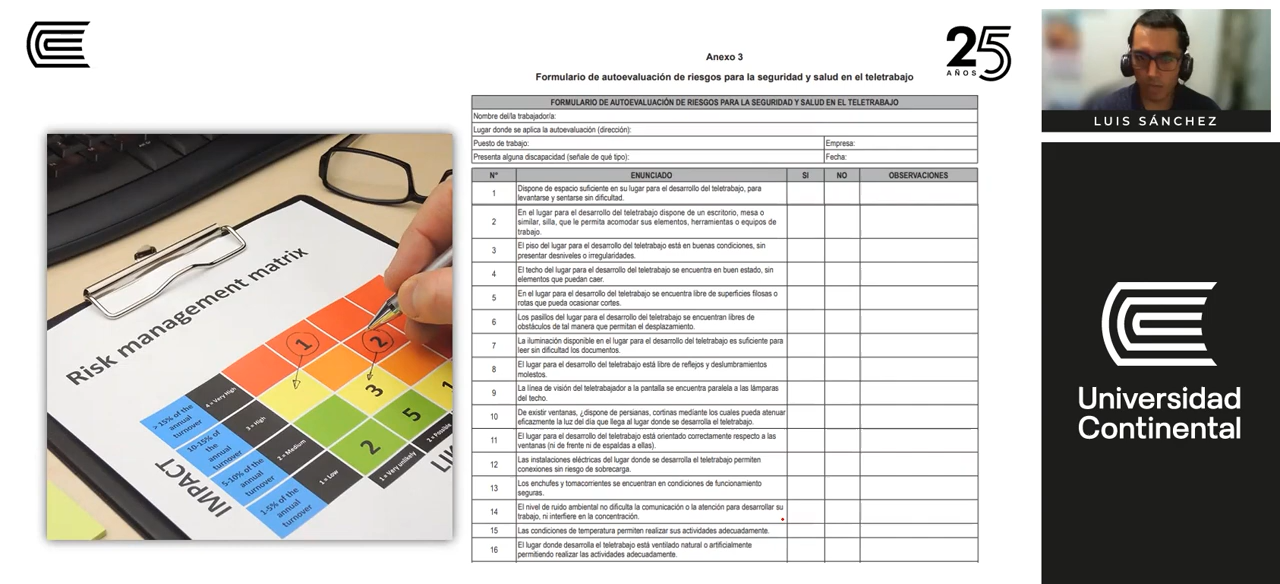 25
AÑOS
Anexo 3
Formulario de autoevaluación de riesgos para la seguridad y salud en el teletrabajo
FORMULARIO DE AUTOEVALUACIÓN DE RIESGOS PARA LA SEGURIDAD Y SALUD EN EL TELETRABAJO
Nombre del/la trabajador/a:
Lugar donde se aplica la autoevaluación (dirección):
Puesto de trabajo: Empresa:
Presenta alguna discapacidad (señale de qué tipo): Fecha:
N° ENUNCIADO SI NO OBSERVACIONES
1 Dispone de espacio suficiente en su lugar para el desarrollo del teletrabajo, para
levantarse y sentarse sin dificultad.
2 En el lugar para el desarrollo del teletrabajo dispone de un escritorio, mesa o
similar, silla, que le permita acomodar sus elementos, herramientas o equipos de
trabajo.
3 El piso del lugar para el desarrollo del teletrabajo está en buenas condiciones, sin
presentar desniveles o irregularidades.
4 El techo del lugar para el desarrollo del teletrabajo se encuentra en buen estado, sin
elementos que puedan caer.
5 En el lugar para el desarrollo del teletrabajo se encuentra libre de superficies filosas o
rotas que pueda ocasionar cortes.
6 Los pasillos del lugar para el desarrollo del teletrabajo se encuentran libres de
obstáculos de tal manera que permitan el desplazamiento.
7 La iluminación disponible en el lugar para el desarrollo del teletrabajo es suficiente para
leer sin dificultad los documentos.
8 El lugar para el desarrollo del teletrabajo está libre de reflejos y deslumbramientos
molestos.
9 La línea de visión del teletrabajador a la pantalla se encuentra paralela a las lámparas
del techo.
10 De existir ventanas, ¿dispone de persianas, cortinas mediante los cuales pueda atenuar
eficazmente la luz del día que llega al lugar donde se desarrolla el teletrabajo.
11 El lugar para el desarrollo del teletrabajo está orientado correctamente respecto a las
ventanas (ni de frente ni de espaldas a ellas).
12 Las instalaciones eléctricas del lugar donde se desarrolla el teletrabajo permiten
conexiones sin riesgo de sobrecarga.
13 Los enchufes y tomacorrientes se encuentran en condiciones de funcionamiento
seguras.
14 El nivel de ruido ambiental no dificulta la comunicación o la atención para desarrollar su
trabajo, ni interfiere en la concentración.
15 Las condiciones de temperatura permiten realizar sus actividades adecuadamente.
16 El lugar donde desarrolla el teletrabajo está ventilado natural o artificialmente
permitiendo realizar las actividades adecuadamente.
Risk management matrix
1
2
3
1
5
2
4 = Very High
3 = High
2 = Medium
1 = Low
1 = Very unlikely
> 15% of the
annual
turnover
10-15%
of the
annual
turnover
5-10% of the
annual
turnover
1-5% of the
annual
turnover
IMPACT
LUIS SÁNCHEZ
Universidad
Continental